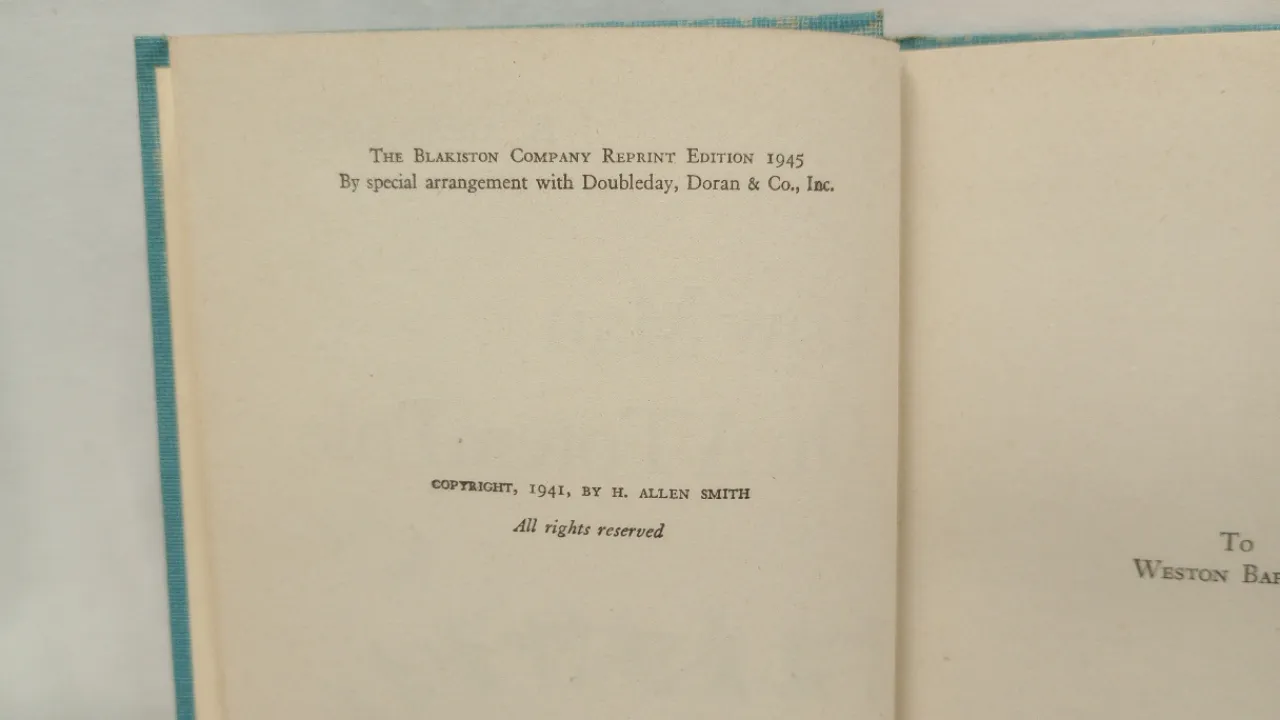 The Blakiston Company Reprint Edition 1945
By special arrangement with Doubleday, Doran & Co., Inc.
COPYRIGHT, 1941, BY H. ALLEN SMITH
All rights reserved
To
Weston